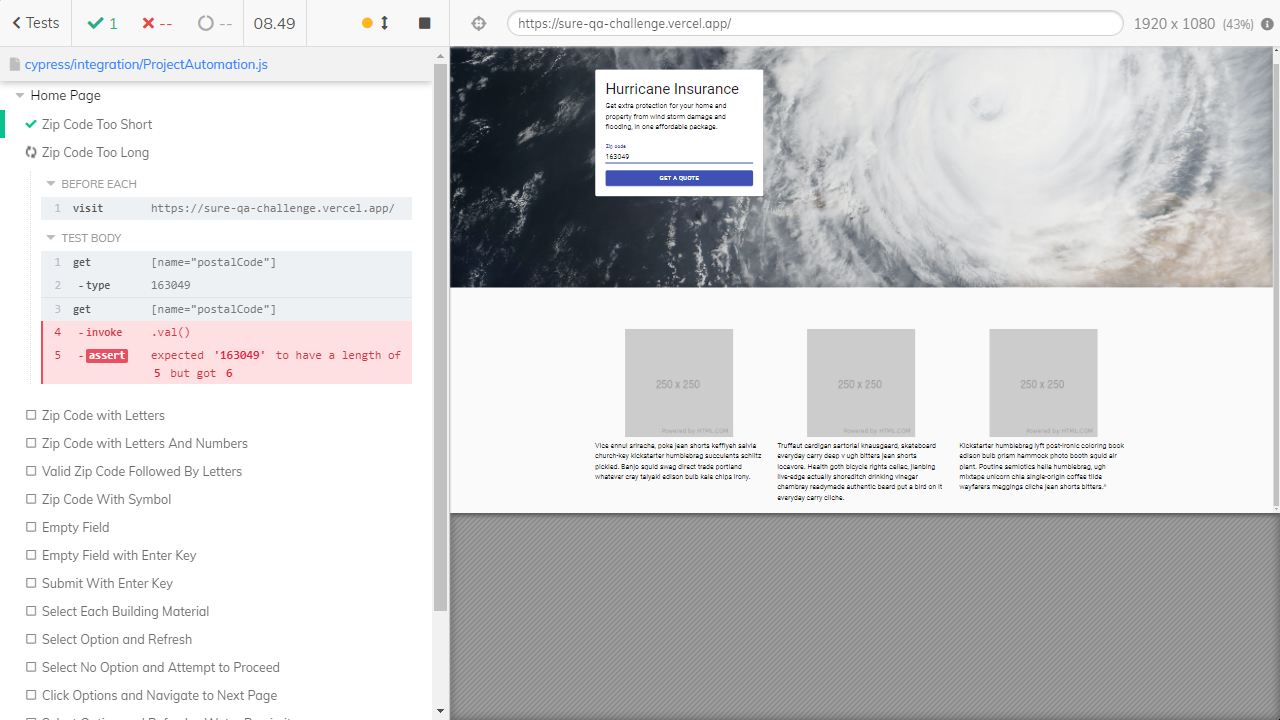 Tests
1
--
--
08.49
https://sure-qa-challenge.vercel.app/
1920 x 1080 (43%)
cypress/integration/ProjectAutomation.js
Home Page
Zip Code Too Short
Zip Code Too Long
BEFORE EACH
1 visit https://sure-qa-challenge.vercel.app/
TEST BODY
1 get [name="postalCode"]
2 -type 163049
3 get [name="postalCode"]
4 -invoke .val()
5 -assert expected '163049' to have a length of
5 but got 6
Zip Code with Letters
Zip Code with Letters And Numbers
Valid Zip Code Followed By Letters
Zip Code With Symbol
Empty Field
Empty Field with Enter Key
Submit With Enter Key
Select Each Building Material
Select Option and Refresh
Select No Option and Attempt to Proceed
Click Options and Navigate to Next Page
Hurricane Insurance
Get extra protection for your home and
property from wind storm damage and
flooding, in one affordable package.
Zip code
163049
GET A QUOTE
250 x 250
Powered by HTML.COM
250 x 250
Powered by HTML.COM
250 x 250
Powered by HTML.COM
Vice ennui sriracha, poke jean shorts keffiyeh salvia
church-key kickstarter humblebrag succulents schlitz
pickled. Banjo squid swag direct trade portland
whatever cray taiyaki edison bulb kale chips irony.
Truffaut cardigan sartorial knausgaard, skateboard
everyday carry deep v ugh bitters jean shorts
locavore. Health goth bicycle rights celiac, jianbing
live-edge actually shoreditch drinking vinegar
chambray readymade authentic beard put a bird on it
everyday carry cliche.
Kickstarter humblebrag lyft post-ironic coloring book
edison bulb prism hammock photo booth squid air
plant. Poutine semiotics hella humblebrag, ugh
mixtape unicorn chia single-origin coffee tilde
wayfarers meggings cliche jean shorts bitters.